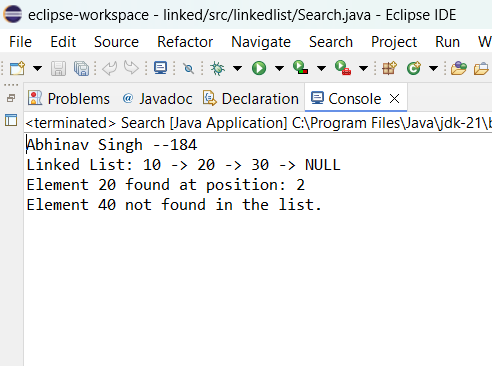 eclipse-workspace - linked/src/linkedlist/Search.java - Eclipse IDE
File Edit Source Refactor Navigate Search Project Run W
Problems @ Javadoc Declaration Console
<terminated> Search [Java Application] C:\Program Files\Java\jdk-21\b
Abhinav Singh --184
Linked List: 10 -> 20 -> 30 -> NULL
Element 20 found at position: 2
Element 40 not found in the list.